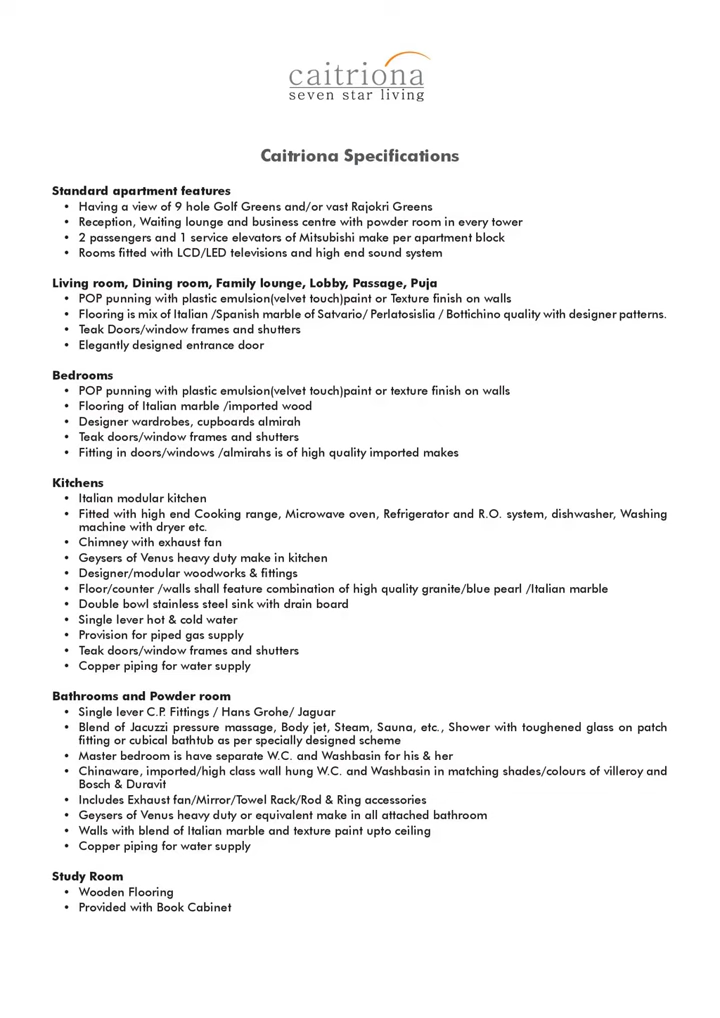 caitriona
seven star living
Caitriona Specifications
Standard apartment features
• Having a view of 9 hole Golf Greens and/or vast Rajokri Greens
• Reception, Waiting lounge and business centre with powder room in every tower
• 2 passengers and 1 service elevators of Mitsubishi make per apartment block
• Rooms fitted with LCD/LED televisions and high end sound system
Living room, Dining room, Family lounge, Lobby, Passage, Puja
• POP punning with plastic emulsion(velvet touch)paint or Texture finish on walls
• Flooring is mix of Italian /Spanish marble of Satvario/ Perlatosislia / Bottichino quality with designer patterns.
• Teak Doors/window frames and shutters
• Elegantly designed entrance door
Bedrooms
• POP punning with plastic emulsion(velvet touch)paint or texture finish on walls
• Flooring of Italian marble /imported wood
• Designer wardrobes, cupboards almirah
• Teak doors/window frames and shutters
• Fitting in doors/windows /almirahs is of high quality imported makes
Kitchens
• Italian modular kitchen
• Fitted with high end Cooking range, Microwave oven, Refrigerator and R.O. system, dishwasher, Washing
machine with dryer etc.
• Chimney with exhaust fan
• Geysers of Venus heavy duty make in kitchen
• Designer/modular woodworks & fittings
• Floor/counter /walls shall feature combination of high quality granite/blue pearl /Italian marble
• Double bowl stainless steel sink with drain board
• Single lever hot & cold water
• Provision for piped gas supply
• Teak doors/window frames and shutters
• Copper piping for water supply
Bathrooms and Powder room
• Single lever C.P. Fittings / Hans Grohe/ Jaguar
• Blend of Jacuzzi pressure massage, Body jet, Steam, Sauna, etc., Shower with toughened glass on patch
fitting or cubical bathtub as per specially designed scheme
• Master bedroom is have separate W.C. and Washbasin for his & her
• Chinaware, imported/high class wall hung W.C. and Washbasin in matching shades/colours of villeroy and
Bosch & Duravit
• Includes Exhaust fan/Mirror/Towel Rack/Rod & Ring accessories
• Geysers of Venus heavy duty or equivalent make in all attached bathroom
• Walls with blend of Italian marble and texture paint upto ceiling
• Copper piping for water supply
Study Room
• Wooden Flooring
• Provided with Book Cabinet